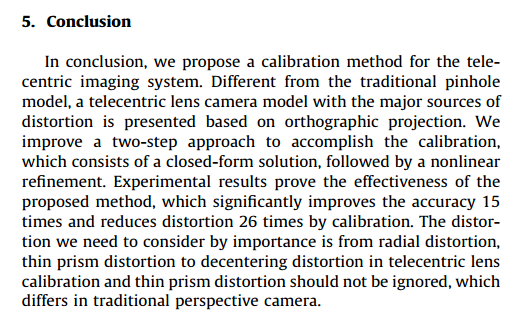 5. Conclusion
In conclusion, we propose a calibration method for the tele-
centric imaging system. Different from the traditional pinhole
model, a telecentric lens camera model with the major sources of
distortion is presented based on orthographic projection. We
improve a two-step approach to accomplish the calibration,
which consists of a closed-form solution, followed by a nonlinear
refinement. Experimental results prove the effectiveness of the
proposed method, which significantly improves the accuracy 15
times and reduces distortion 26 times by calibration. The distor-
tion we need to consider by importance is from radial distortion,
thin prism distortion to decentering distortion in telecentric lens
calibration and thin prism distortion should not be ignored, which
differs in traditional perspective camera.